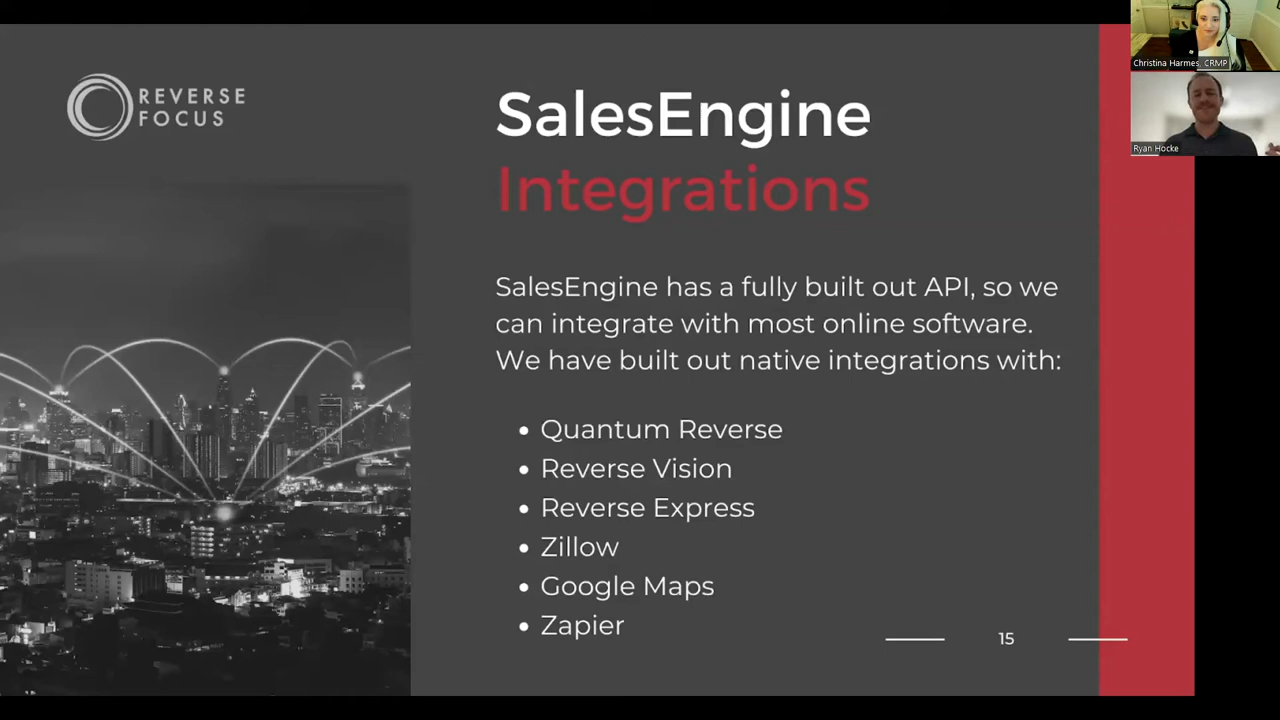 REVERSE
FOCUS
SalesEngine
Integrations
SalesEngine has a fully built out API, so we
can integrate with most online software.
We have built out native integrations with:
• Quantum Reverse
• Reverse Vision
• Reverse Express
• Zillow
• Google Maps
• Zapier
15
Christina Harmes, CRMP
Ryan Hocke